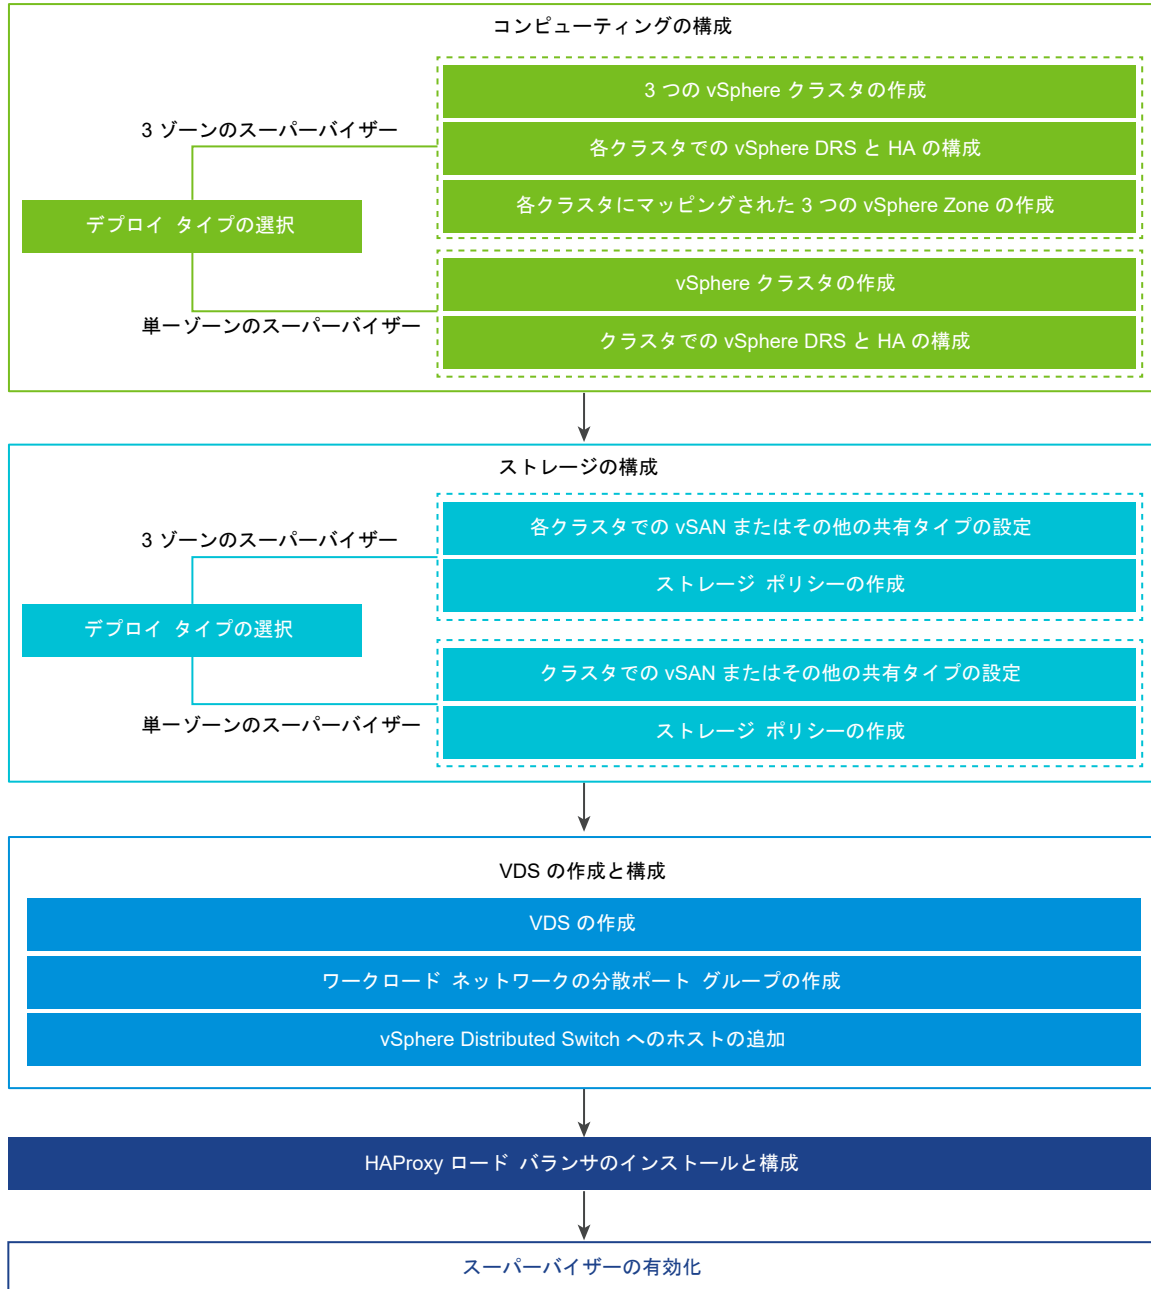 コンピューティングの構成
3 つの vSphere クラスタの作成
3 ゾーンのスーパーバイザー
各クラスタでの vSphere DRS と HA の構成
各クラスタにマッピングされた 3 つの vSphere Zone の作成
デプロイ タイプの選択
vSphere クラスタの作成
単一ゾーンのスーパーバイザー
クラスタでの vSphere DRS と HA の構成
ストレージの構成
各クラスタでの vSAN またはその他の共有タイプの設定
3 ゾーンのスーパーバイザー
ストレージ ポリシーの作成
デプロイ タイプの選択
クラスタでの vSAN またはその他の共有タイプの設定
単一ゾーンのスーパーバイザー
ストレージ ポリシーの作成
VDS の作成と構成
VDS の作成
ワークロード ネットワークの分散ポート グループの作成
vSphere Distributed Switch へのホストの追加
HAProxy ロード バランサのインストールと構成
スーパーバイザーの有効化